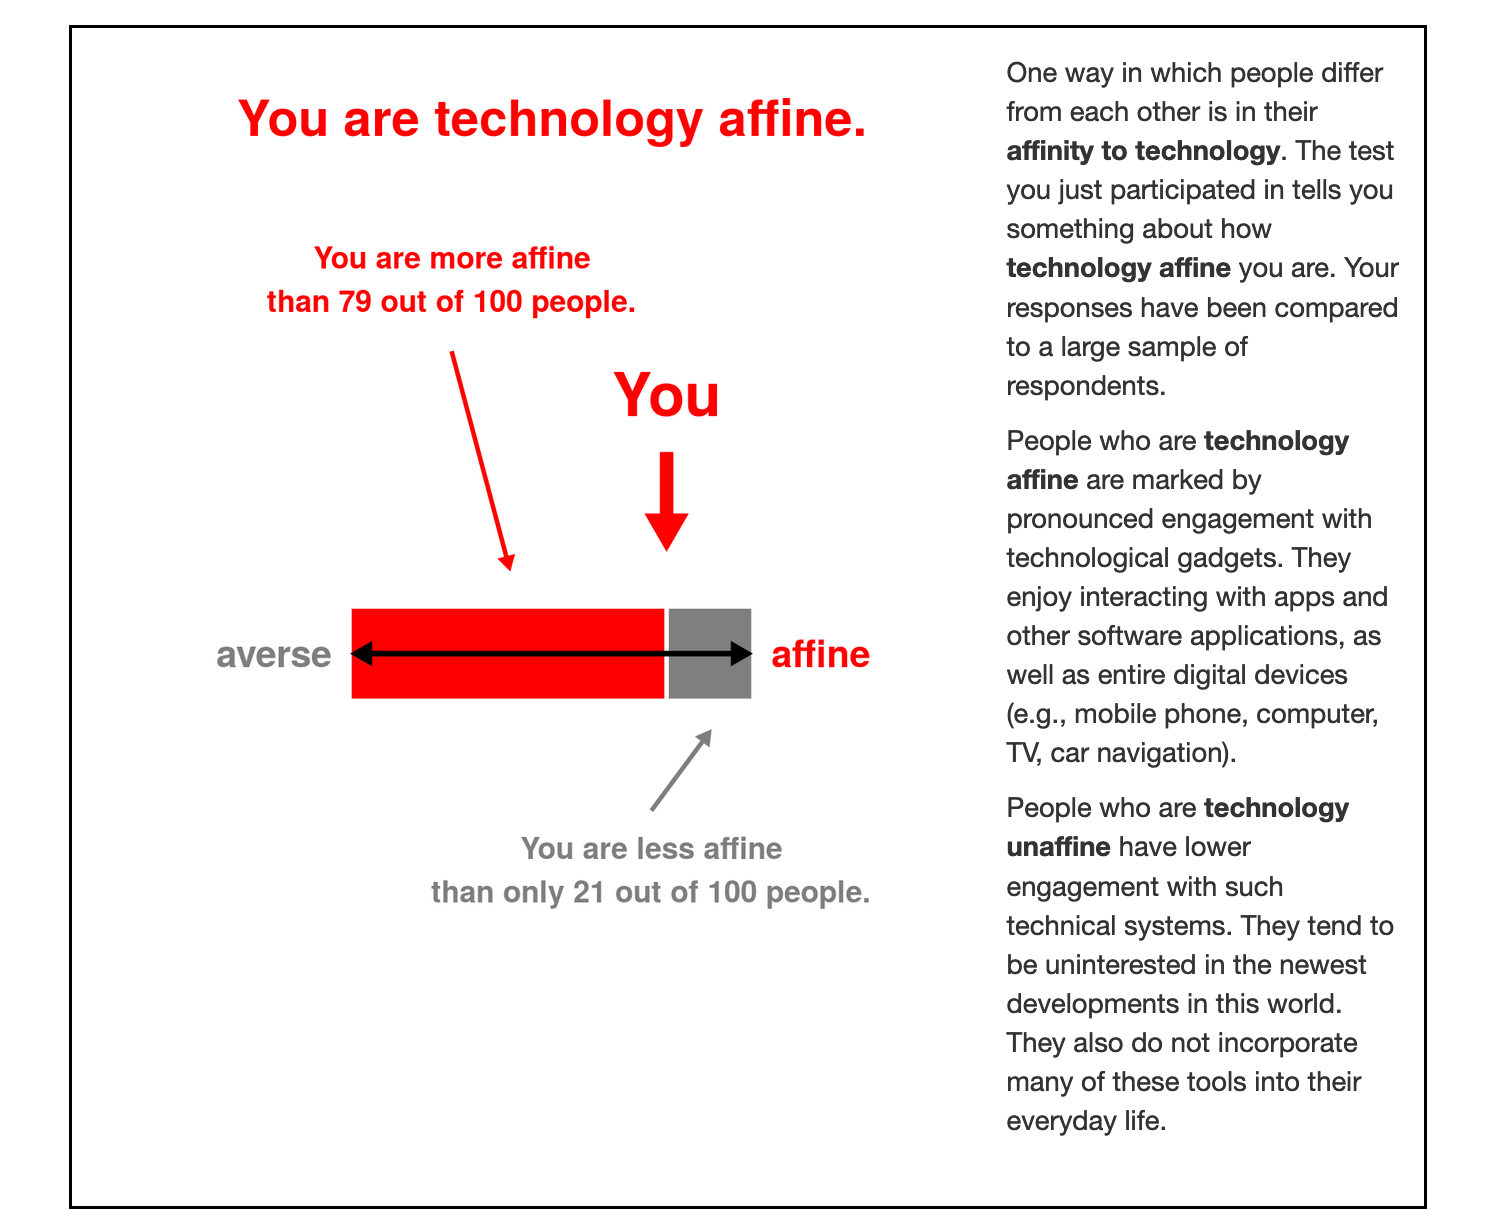 You are technology affine.
You are more affine
than 79 out of 100 people.
You
averse
affine
You are less affine
than only 21 out of 100 people.
One way in which people differ
from each other is in their
affinity to technology. The test
you just participated in tells you
something about how
technology affine you are. Your
responses have been compared
to a large sample of
respondents.
People who are technology
affine are marked by
pronounced engagement with
technological gadgets. They
enjoy interacting with apps and
other software applications, as
well as entire digital devices
(e.g., mobile phone, computer,
TV, car navigation).
People who are technology
unaffine have lower
engagement with such
technical systems. They tend to
be uninterested in the newest
developments in this world.
They also do not incorporate
many of these tools into their
everyday life.